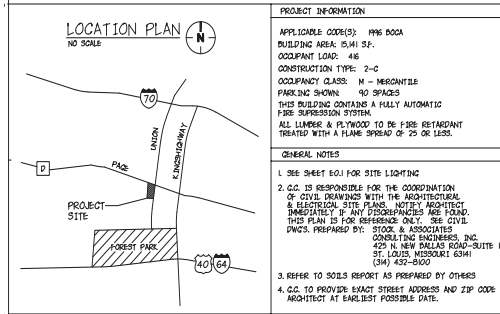 LOCATION PLAN
NO SCALE
N
70
UNION
KINGSHIGHWAY
D
PAGE
PROJECT
SITE
FOREST PARK
40
64
PROJECT INFORMATION
APPLICABLE CODE(S): 1996 BOCA
BUILDING AREA: 15,141 S.F.
OCCUPANT LOAD: 416
CONSTRUCTION TYPE: 2-C
OCCUPANCY CLASS: M - MERCANTILE
PARKING SHOWN: 90 SPACES
THIS BUILDING CONTAINS A FULLY AUTOMATIC
FIRE SUPRESSION SYSTEM.
ALL LUMBER & PLYWOOD TO BE FIRE RETARDANT
TREATED WITH A FLAME SPREAD OF 25 OR LESS.
GENERAL NOTES
1. SEE SHEET E0.1 FOR SITE LIGHTING
2. G.C. IS RESPONSIBLE FOR THE COORDINATION
OF CIVIL DRAWINGS WITH THE ARCHITECTURAL
& ELECTRICAL SITE PLANS. NOTIFY ARCHITECT
IMMEDIATELY IF ANY DISCREPANCIES ARE FOUND.
THIS PLAN IS FOR REFERENCE ONLY. SEE CIVIL
DWG'S. PREPARED BY: STOCK & ASSOCIATES
CONSULTING ENGINEERS, INC.
425 N. NEW BALLAS ROAD-SUITE
ST. LOUIS, MISSOURI 63141
(314) 432-8100
3. REFER TO SOILS REPORT AS PREPARED BY OTHERS
4. G.C. TO PROVIDE EXACT STREET ADDRESS AND ZIP CODE
ARCHITECT AT EARLIEST POSSIBLE DATE.